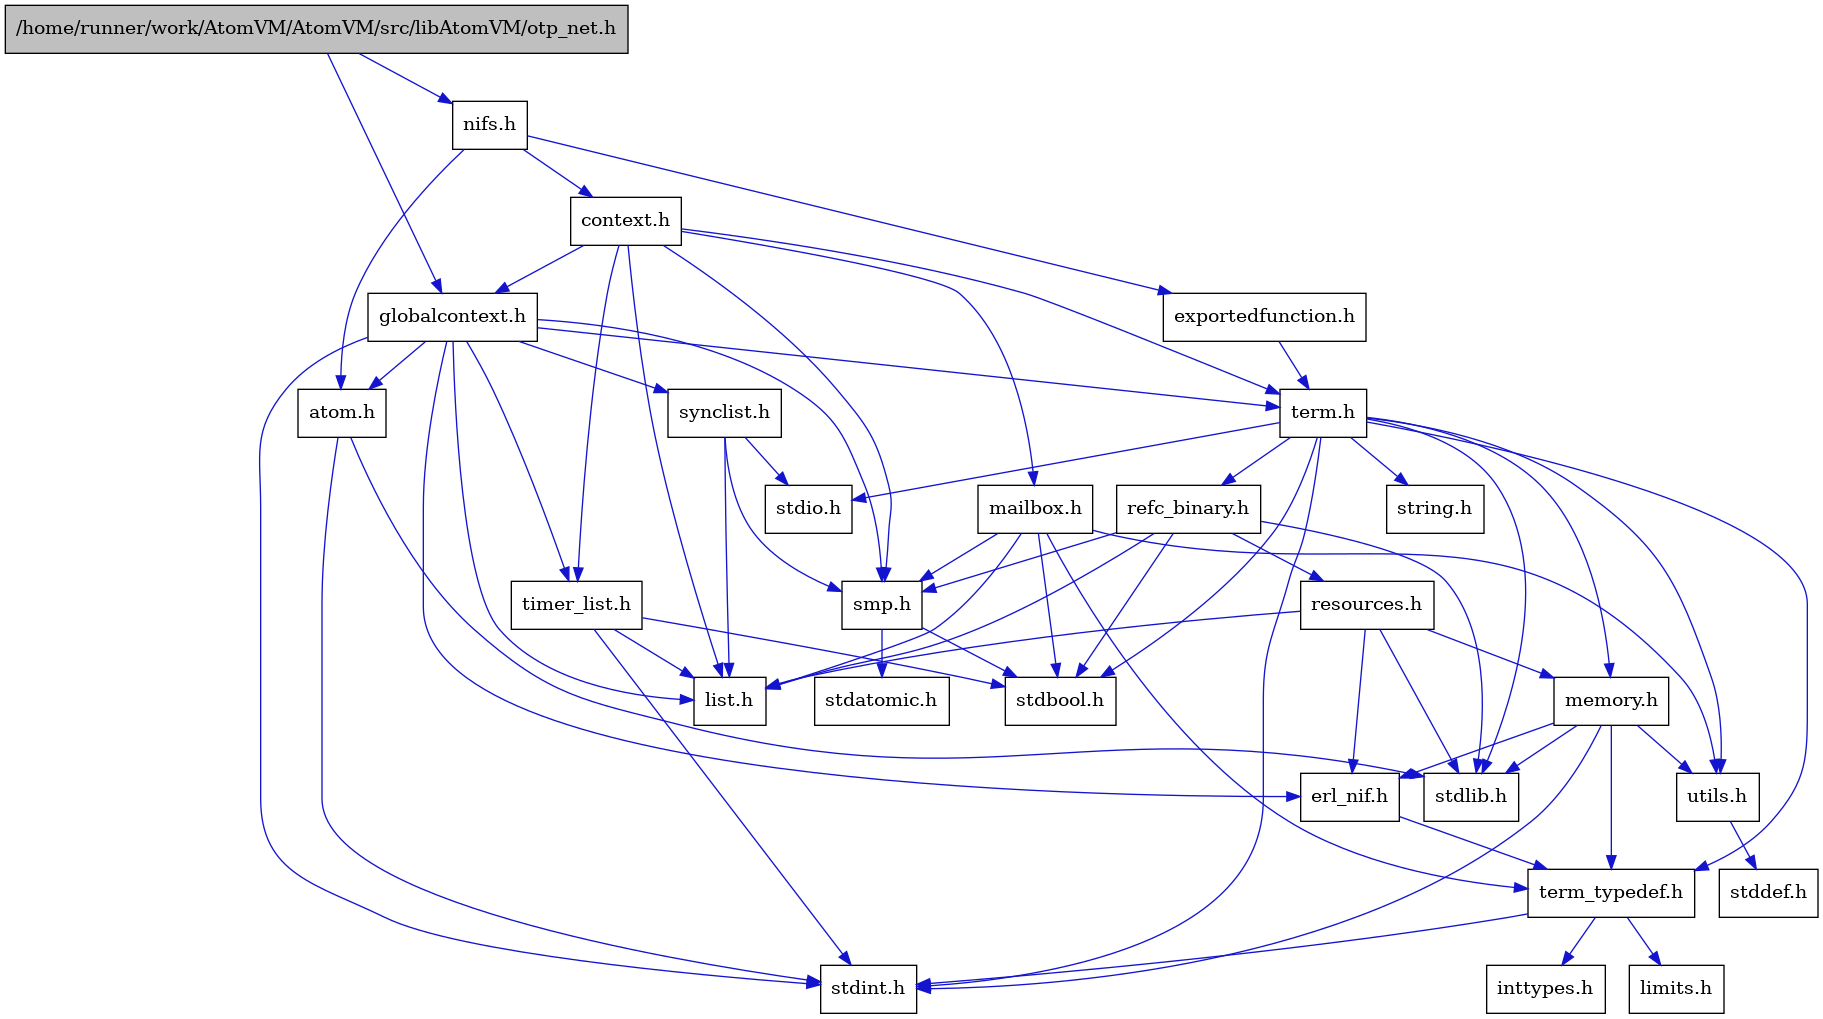 /home/runner/work/AtomVM/AtomVM/src/libAtomVM/otp_net.h
nifs.h
context.h
globalcontext.h
exportedfunction.h
atom.h
synclist.h
term.h
stdio.h
mailbox.h
refc_binary.h
string.h
timer_list.h
smp.h
resources.h
list.h
stdatomic.h
stdbool.h
memory.h
erl_nif.h
stdlib.h
utils.h
term_typedef.h
stddef.h
stdint.h
inttypes.h
limits.h